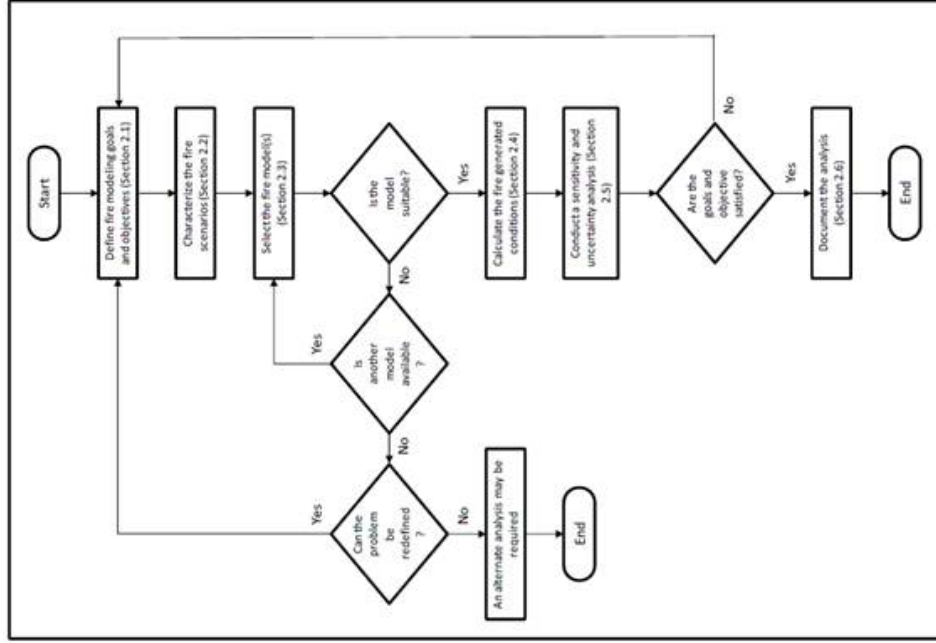 Start
Define fire modeling goals
and objectives (Section 2.1)
Characterize the fire
scenarios (Section 2.2)
Select the fire model(s)
(Section 2.3)
Is the
model
suitable?
No
Yes
Is
another
model
available
?
Yes
No
Can the
problem
be
redefined
?
Yes
No
An alternate analysis may be
required
End
Calculate the fire generated
conditions (Section 2.4)
Conduct a sensitivity and
uncertainty analysis (Section
2.5)
Are the
goals and
objective
satisfied?
No
Yes
Document the analysis
(Section 2.6)
End